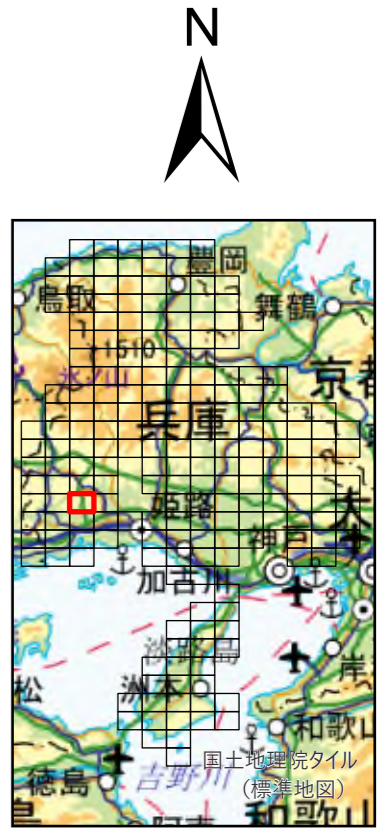 N
豊岡
鳥取
舞鶴
1510
氷ノ山
京都
兵庫
姫路
大
神戸
加古川
淡路島
岸
松
洲本
和歌山
国土地理院タイル
徳島
吉野川
(標準地図)
和歌山